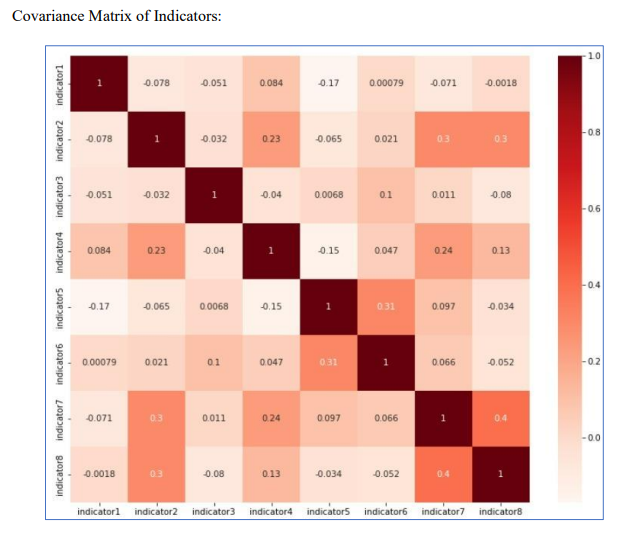 Covariance Matrix of Indicators:
indicator1 1 -0.078 -0.051 0.084 -0.17 0.00079 -0.071 -0.0018
indicator2 -0.078 1 -0.032 0.23 -0.065 0.021 0.3 0.3
indicator3 -0.051 -0.032 1 -0.04 0.0068 0.1 0.011 -0.08
indicator4 0.084 0.23 -0.04 1 -0.15 0.047 0.24 0.13
indicator5 -0.17 -0.065 0.0068 -0.15 1 0.31 0.097 -0.034
indicator6 0.00079 0.021 0.1 0.047 0.31 1 0.066 -0.052
indicator7 -0.071 0.3 0.011 0.24 0.097 0.066 1 0.4
indicator8 -0.0018 0.3 -0.08 0.13 -0.034 -0.052 0.4 1
indicator1 indicator2 indicator3 indicator4 indicator5 indicator6 indicator7 indicator8
1.0
0.8
0.6
0.4
0.2
0.0